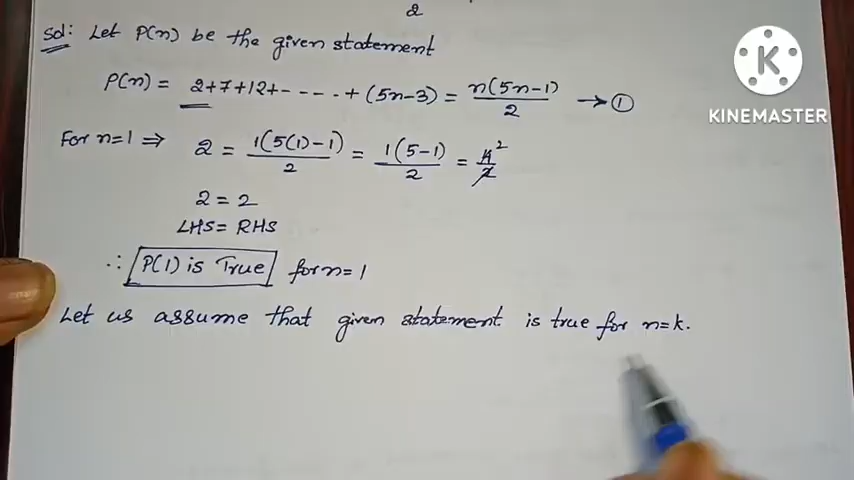 2
Sol: Let P(n) be the given statement
P(n) = 2+7+12+----.+(5n-3) = n(5n-1)/2 → ①
For n=1 ⇒ 2 = 1(5(1)-1)/2 = 1(5-1)/2 = 4/2 2
2 = 2
LHS = RHS
∴ P(1) is True for n=1
Let us assume that given statement is true for n=k.
K
KINEMASTER